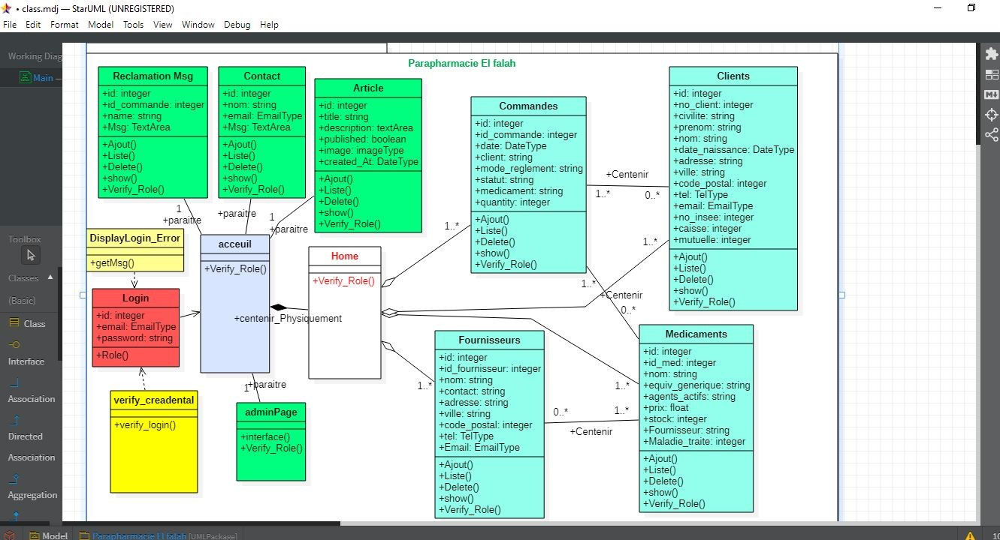 • class.mdj — StarUML (UNREGISTERED)
File Edit Format Model Tools View Window Debug Help
Working Diag
Main —
Toolbox
Classes
(Basic)
Class
Interface
Association
Directed
Association
Aggregation
Parapharmacie El falah
Reclamation Msg
+id: integer
+id_commande: integer
+name: string
+Msg: TextArea
+Ajout()
+Liste()
+Delete()
+show()
+Verify_Role()
Contact
+id: integer
+nom: string
+email: EmailType
+Msg: TextArea
+Ajout()
+Liste()
+Delete()
+show()
+Verify_Role()
Article
+id: integer
+title: string
+description: textArea
+published: boolean
+image: imageType
+created_At: DateType
+Ajout()
+Liste()
+Delete()
+show()
+Verify_Role()
Commandes
+id: integer
+id_commande: integer
+date: DateType
+client: string
+mode_reglement: string
+statut: string
+medicament: string
+quantity: integer
+Ajout()
+Liste()
+Delete()
+show()
+Verify_Role()
+Centenir
1..*
0..*
Clients
+id: integer
+no_client: integer
+civilite: string
+prenom: string
+nom: string
+date_naissance: DateType
+adresse: string
+ville: string
+code_postal: integer
+tel: TelType
+email: EmailType
+no_insee: integer
+caisse: integer
+mutuelle: integer
+Ajout()
+Liste()
+Delete()
+show()
+Verify_Role()
1
+paraitre
+paraitre
1
+paraitre
DisplayLogin_Error
+getMsg()
acceuil
+Verify_Role()
Home
+Verify_Role()
1..*
1..*
1..*
+Centenir
0..*
Login
+id: integer
+email: EmailType
+password: string
+Role()
+centenir_Physiquement
verify_creadental
+verify_login()
1
+paraitre
adminPage
+interface()
+Verify_Role()
Fournisseurs
+id: integer
+id_fournisseur: integer
+nom: string
+contact: string
+adresse: string
+ville: string
+code_postal: integer
+tel: TelType
+Email: EmailType
+Ajout()
+Liste()
+Delete()
+show()
+Verify_Role()
1..*
0..*
1..*
1..*
+Centenir
Medicaments
+id: integer
+id_med: integer
+nom: string
+equiv_generique: string
+agents_actifs: string
+prix: float
+stock: integer
+Fournisseur: string
+Maladie_traite: integer
+Ajout()
+Liste()
+Delete()
+show()
+Verify_Role()
M↓
Model
Parapharmacie El falah [UMLPackage]
10